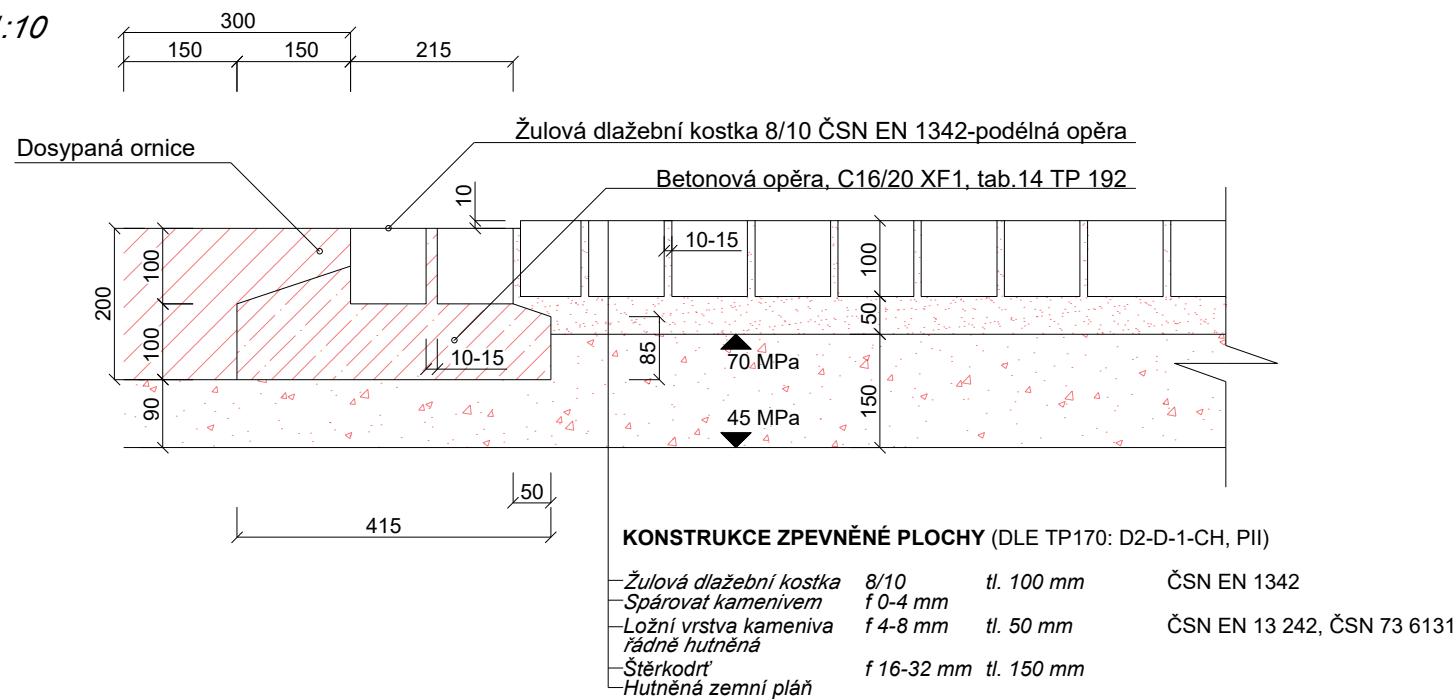 :10
300
150 150 215
Žulová dlažební kostka 8/10 ČSN EN 1342-podélná opěra
Dosypaná ornice
Betonová opěra, C16/20 XF1, tab.14 TP 192
10
10-15
100
100
200
50
85
10-15
70 MPa
100
90
45 MPa
150
50
415
KONSTRUKCE ZPEVNĚNÉ PLOCHY (DLE TP170: D2-D-1-CH, PII)
Žulová dlažební kostka 8/10 tl. 100 mm ČSN EN 1342
Spárovat kamenivem f 0-4 mm
Ložní vrstva kameniva f 4-8 mm tl. 50 mm ČSN EN 13 242, ČSN 73 6131
řádně hutněná
Štěrkodrť f 16-32 mm tl. 150 mm
Hutněná zemní pláň